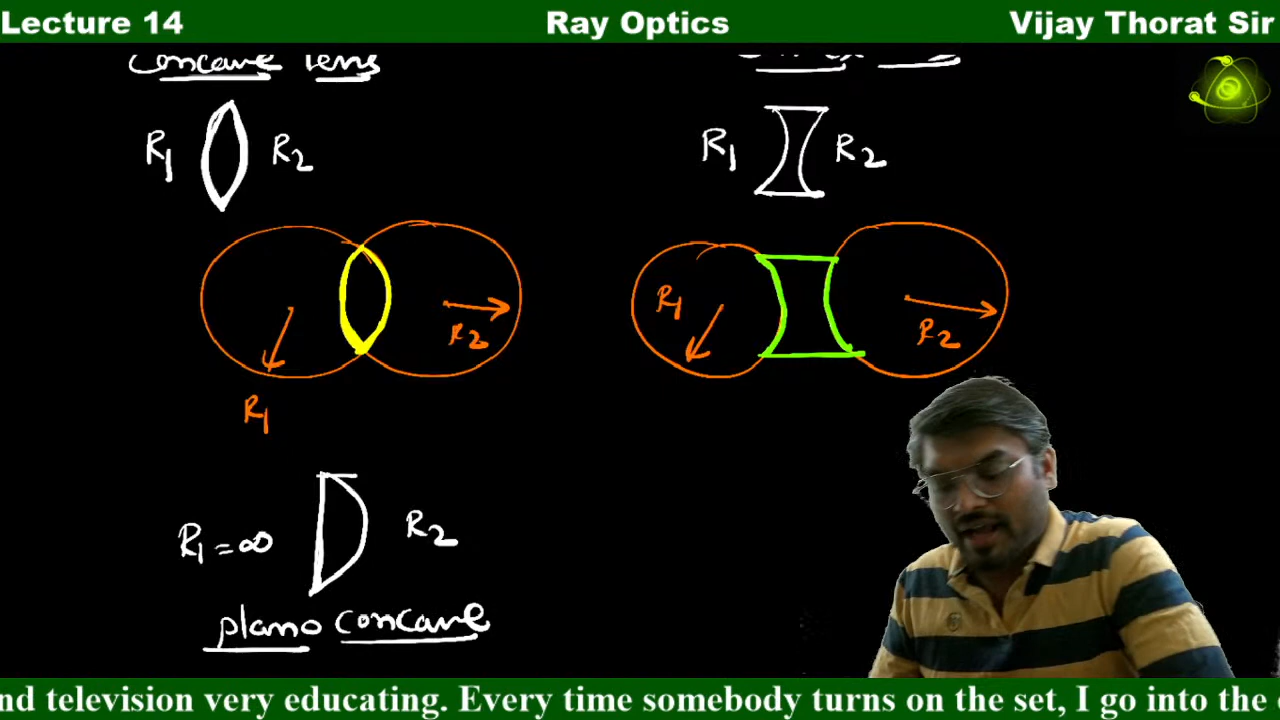 Lecture 14 Ray Optics Vijay Thorat Sir
Concave lens
R1 R2
R1 R2
R1
R2
R1
R2
R1 = ∞ R2
plano concave
nd television very educating. Every time somebody turns on the set, I go into the